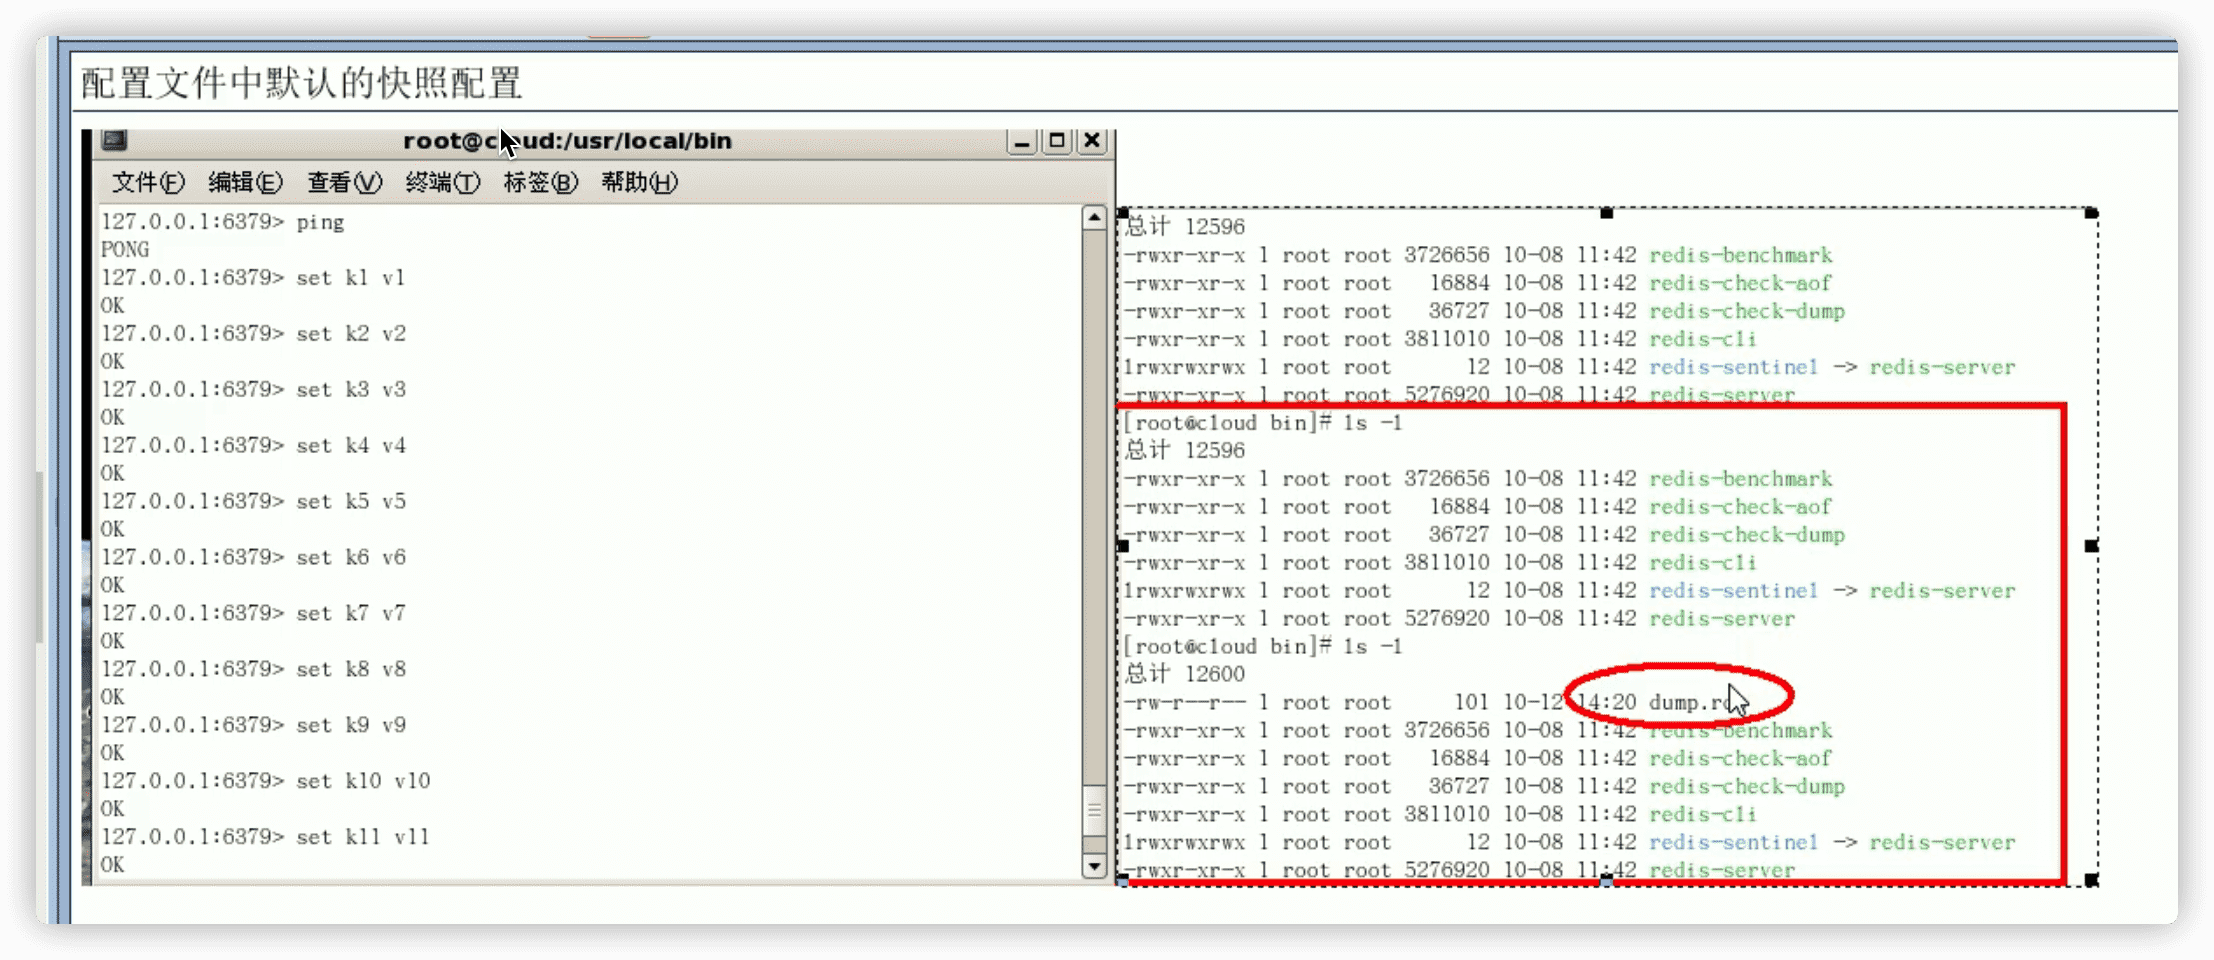 配置文件中默认的快照配置
root@cloud:/usr/local/bin
文件(F) 编辑(E) 查看(V) 终端(T) 标签(B) 帮助(H)
127.0.0.1:6379> ping
PONG
127.0.0.1:6379> set k1 v1
OK
127.0.0.1:6379> set k2 v2
OK
127.0.0.1:6379> set k3 v3
OK
127.0.0.1:6379> set k4 v4
OK
127.0.0.1:6379> set k5 v5
OK
127.0.0.1:6379> set k6 v6
OK
127.0.0.1:6379> set k7 v7
OK
127.0.0.1:6379> set k8 v8
OK
127.0.0.1:6379> set k9 v9
OK
127.0.0.1:6379> set k10 v10
OK
127.0.0.1:6379> set k11 v11
OK
总计 12596
-rwxr-xr-x 1 root root 3726656 10-08 11:42 redis-benchmark
-rwxr-xr-x 1 root root 16884 10-08 11:42 redis-check-aof
-rwxr-xr-x 1 root root 36727 10-08 11:42 redis-check-dump
-rwxr-xr-x 1 root root 3811010 10-08 11:42 redis-cli
lrwxrwxrwx 1 root root 12 10-08 11:42 redis-sentinel -> redis-server
-rwxr-xr-x 1 root root 5276920 10-08 11:42 redis-server
[root@cloud bin]# ls -l
总计 12596
-rwxr-xr-x 1 root root 3726656 10-08 11:42 redis-benchmark
-rwxr-xr-x 1 root root 16884 10-08 11:42 redis-check-aof
-rwxr-xr-x 1 root root 36727 10-08 11:42 redis-check-dump
-rwxr-xr-x 1 root root 3811010 10-08 11:42 redis-cli
lrwxrwxrwx 1 root root 12 10-08 11:42 redis-sentinel -> redis-server
-rwxr-xr-x 1 root root 5276920 10-08 11:42 redis-server
[root@cloud bin]# ls -l
总计 12600
-rw-r--r-- 1 root root 101 10-12 14:20 dump.rdb
-rwxr-xr-x 1 root root 3726656 10-08 11:42 redis-benchmark
-rwxr-xr-x 1 root root 16884 10-08 11:42 redis-check-aof
-rwxr-xr-x 1 root root 36727 10-08 11:42 redis-check-dump
-rwxr-xr-x 1 root root 3811010 10-08 11:42 redis-cli
lrwxrwxrwx 1 root root 12 10-08 11:42 redis-sentinel -> redis-server
-rwxr-xr-x 1 root root 5276920 10-08 11:42 redis-server